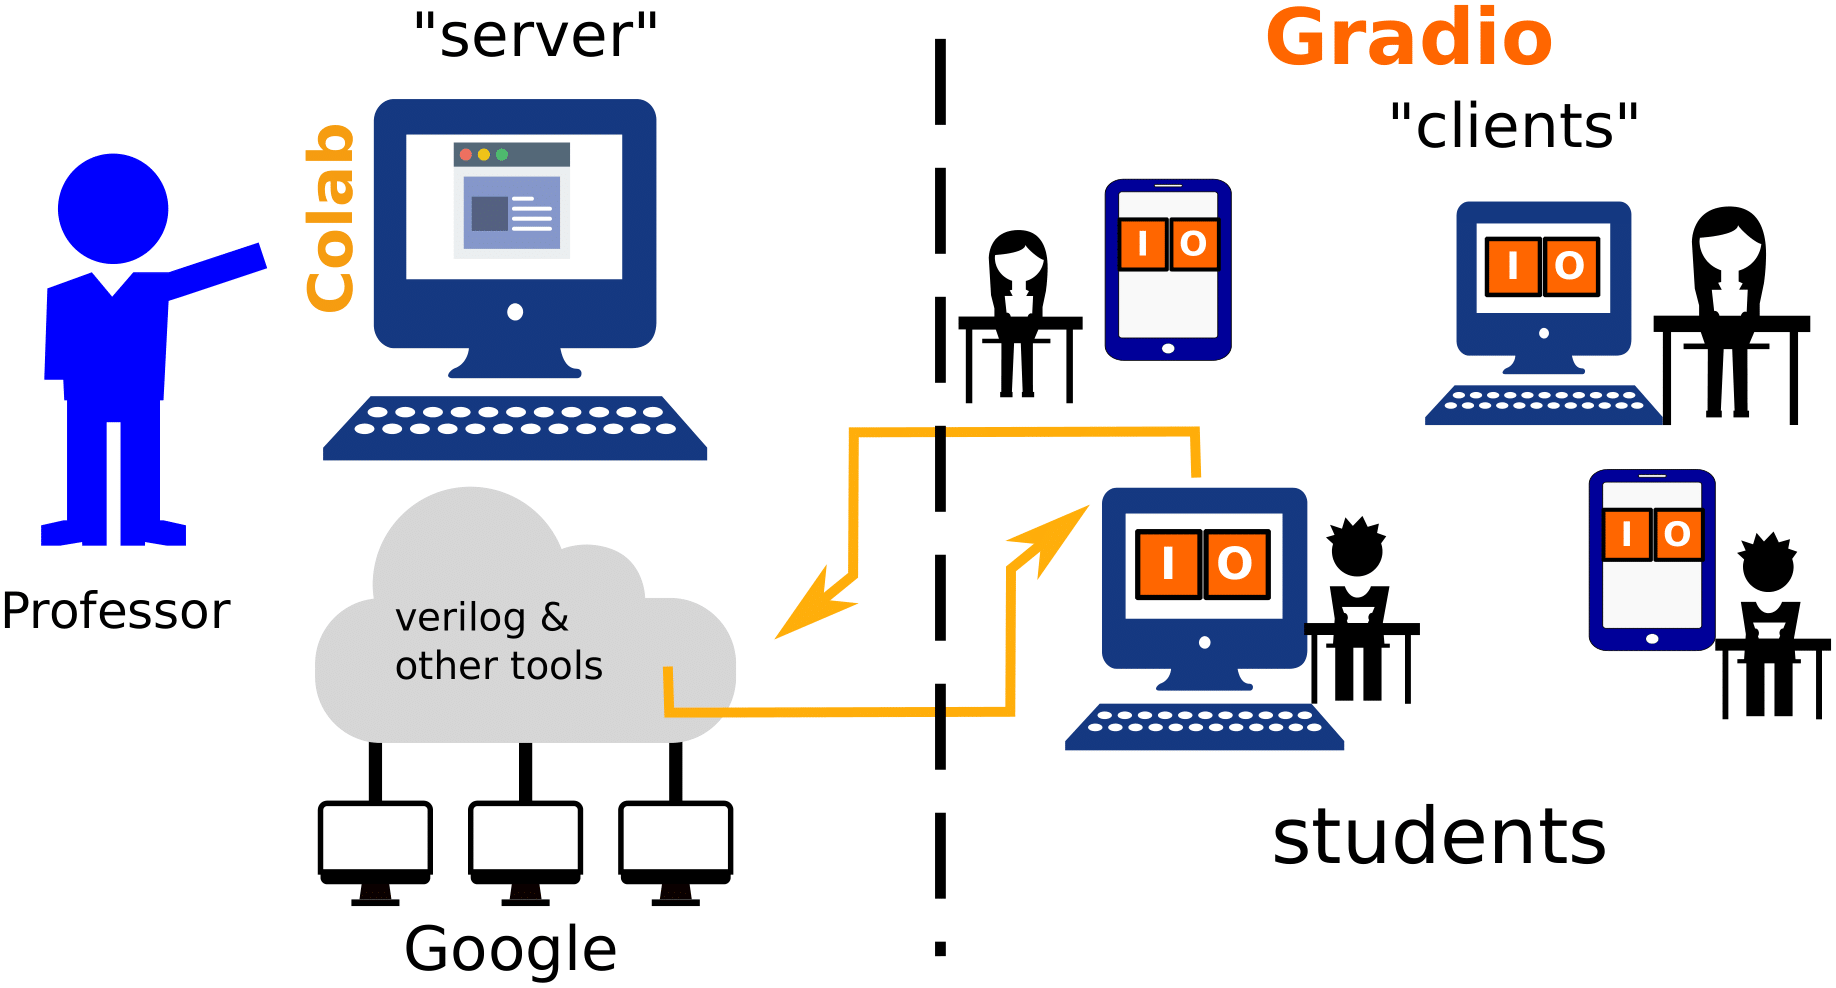 "server"
Gradio
"clients"
Colab
I O
I O
I O
I O
Professor
verilog &
other tools
students
Google